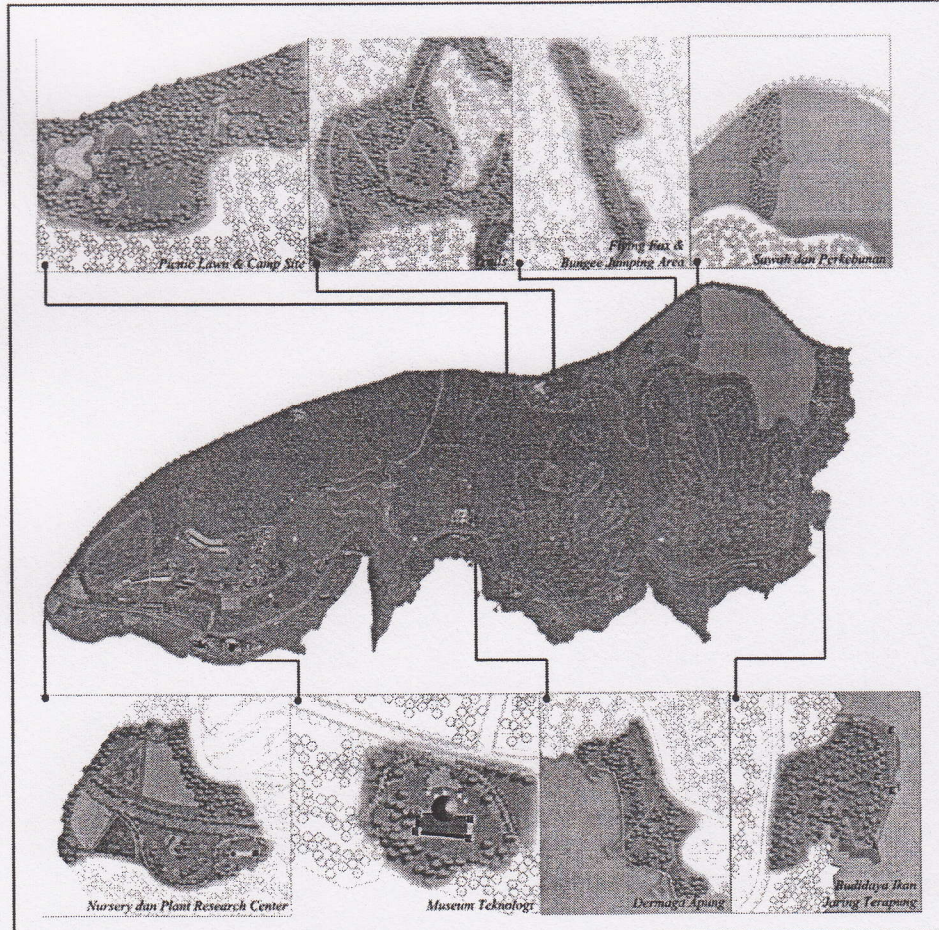 Picnic Lawn & Camp Site
Trails
Flying Fox &
Bungee Jumping Area
Sawah dan Perkebunan
Nursery dan Plant Research Center
Museum Teknologi
Dermaga Apung
Budidaya Ikan
Jaring Terapung